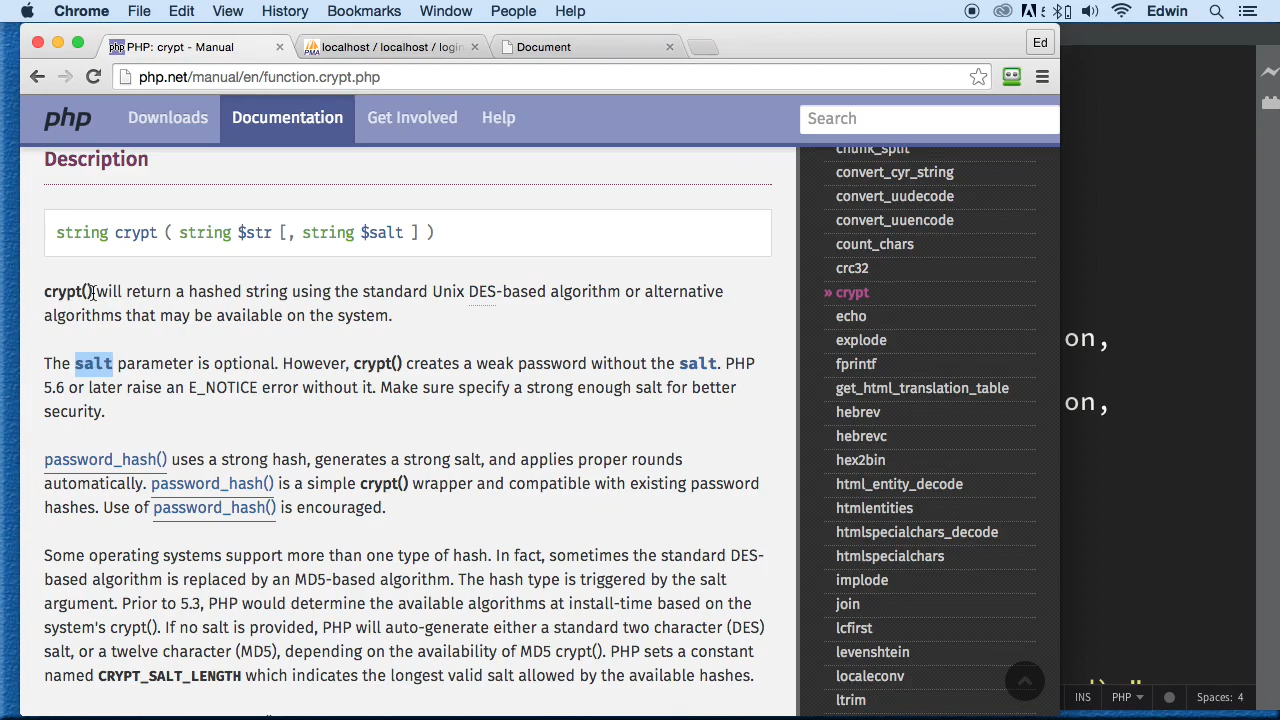 Chrome File Edit View History Bookmarks Window People Help Edwin
PHP: crypt - Manual
localhost / localhost / login
Document
Ed
php.net/manual/en/function.crypt.php
php Downloads Documentation Get Involved Help Search
Description
string crypt ( string $str [, string $salt ] )
crypt() will return a hashed string using the standard Unix DES-based algorithm or alternative
algorithms that may be available on the system.
The salt parameter is optional. However, crypt() creates a weak password without the salt. PHP
5.6 or later raise an E_NOTICE error without it. Make sure specify a strong enough salt for better
security.
password_hash() uses a strong hash, generates a strong salt, and applies proper rounds
automatically. password_hash() is a simple crypt() wrapper and compatible with existing password
hashes. Use of password_hash() is encouraged.
Some operating systems support more than one type of hash. In fact, sometimes the standard DES-
based algorithm is replaced by an MD5-based algorithm. The hash type is triggered by the salt
argument. Prior to 5.3, PHP would determine the available algorithms at install-time based on the
system's crypt(). If no salt is provided, PHP will auto-generate either a standard two character (DES)
salt, or a twelve character (MD5), depending on the availability of MD5 crypt(). PHP sets a constant
named CRYPT_SALT_LENGTH which indicates the longest valid salt allowed by the available hashes.
chunk_split
convert_cyr_string
convert_uudecode
convert_uuencode
count_chars
crc32
» crypt
echo
explode
fprintf
get_html_translation_table
hebrev
hebrevc
hex2bin
html_entity_decode
htmlentities
htmlspecialchars_decode
htmlspecialchars
implode
join
lcfirst
levenshtein
localeconv
ltrim
on,
on,
INS PHP Spaces: 4